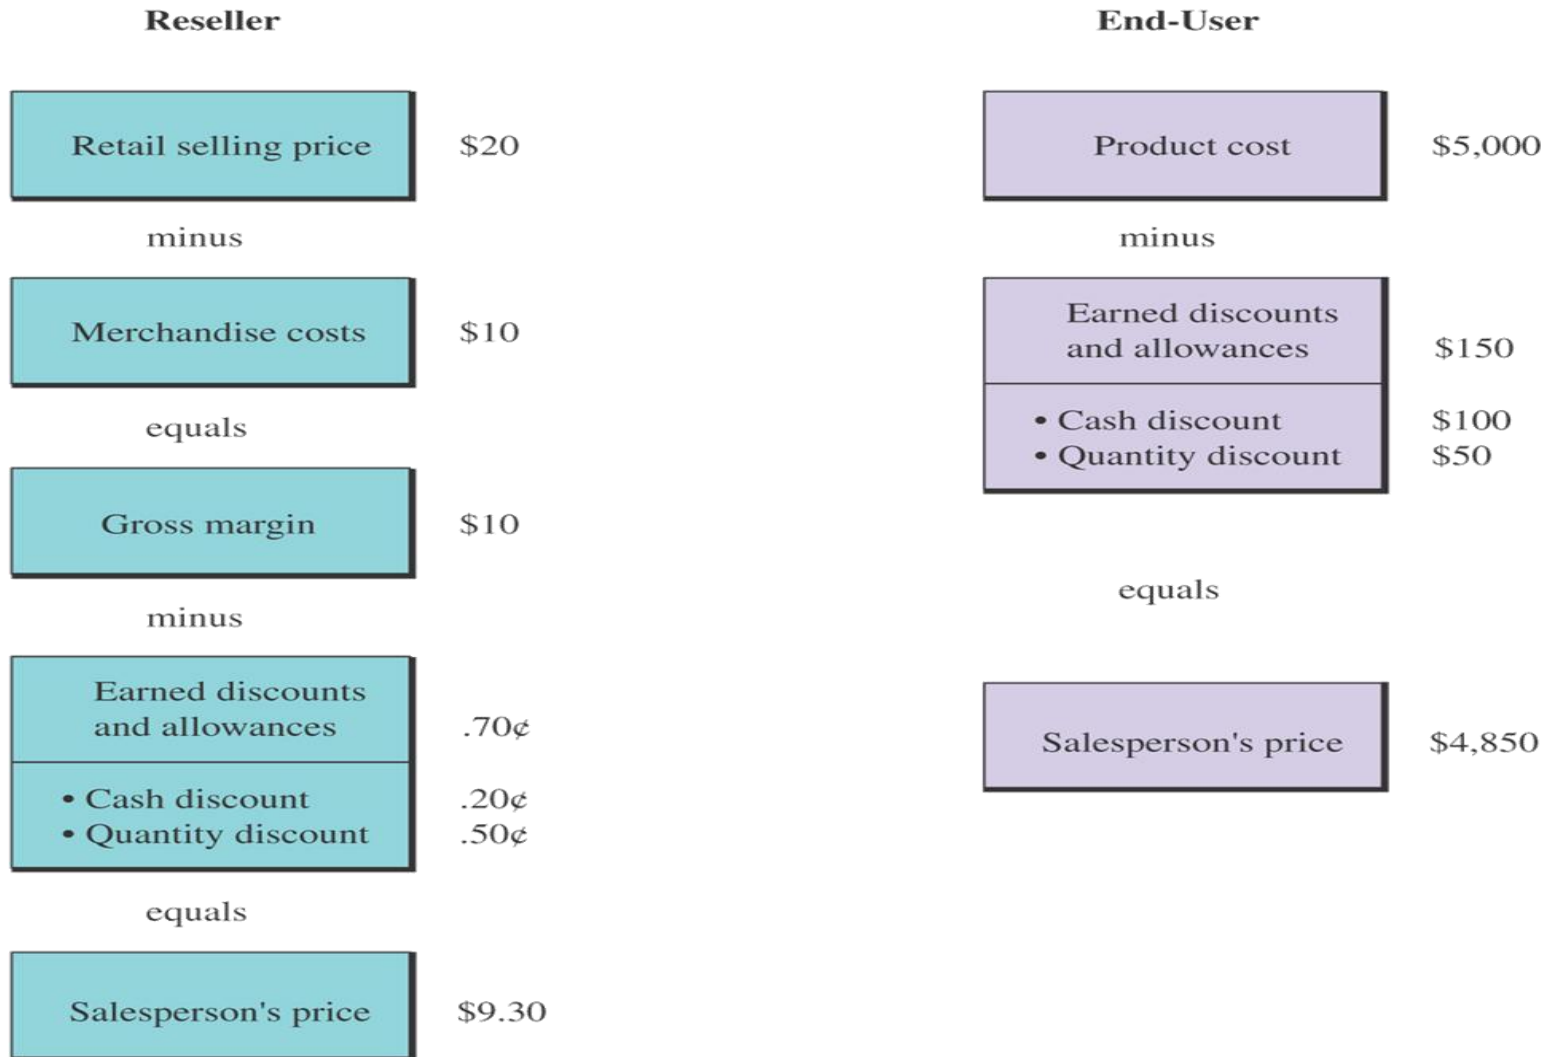 Reseller
Retail selling price
$20
minus
Merchandise costs
$10
equals
Gross margin
$10
minus
Earned discounts
and allowances
.70¢
• Cash discount
.20¢
• Quantity discount
.50¢
equals
Salesperson's price
$9.30
End-User
Product cost
$5,000
minus
Earned discounts
and allowances
$150
• Cash discount
$100
• Quantity discount
$50
equals
Salesperson's price
$4,850